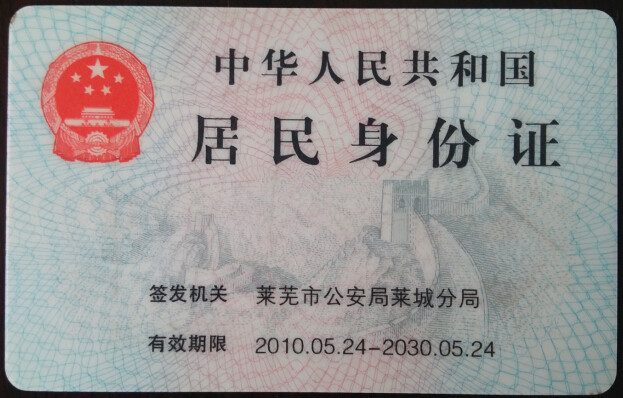 中华人民共和国
居民身份证
签发机关 莱芜市公安局莱城分局
有效期限 2010.05.24-2030.05.24